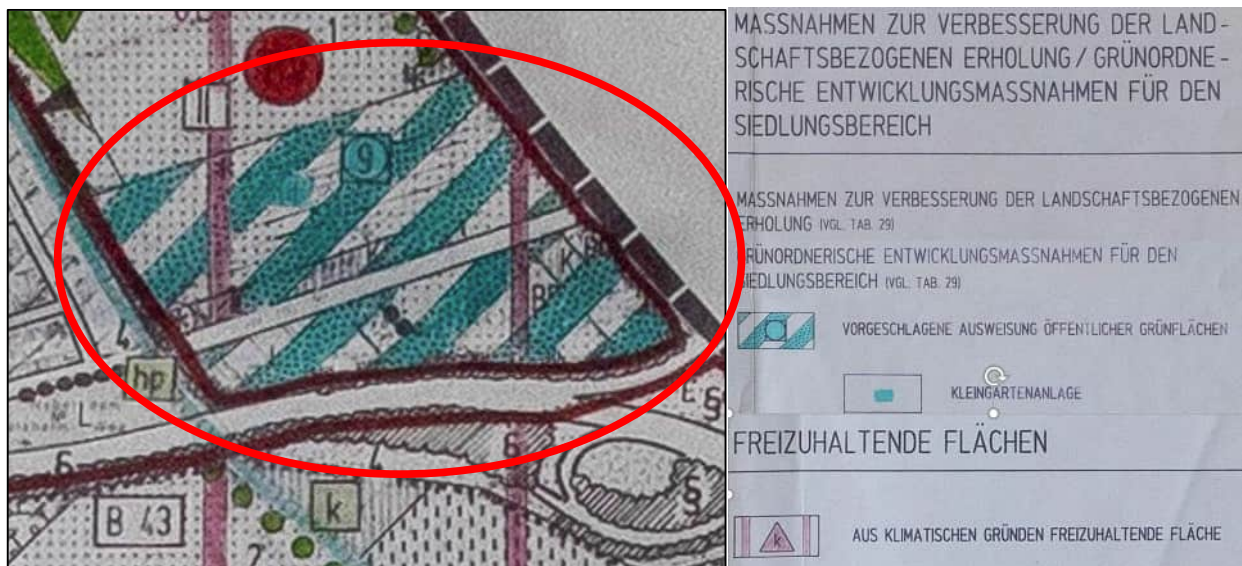 9
hp
L
6
B 43
k
k
§
§
§
MASSNAHMEN ZUR VERBESSERUNG DER LAND-
SCHAFTSBEZOGENEN ERHOLUNG / GRÜNORDNE-
RISCHE ENTWICKLUNGSMASSNAHMEN FÜR DEN
SIEDLUNGSBEREICH
MASSNAHMEN ZUR VERBESSERUNG DER LANDSCHAFTSBEZOGENEN
ERHOLUNG (VGL. TAB. 29)
GRÜNORDNERISCHE ENTWICKLUNGSMASSNAHMEN FÜR DEN
SIEDLUNGSBEREICH (VGL. TAB. 29)
VORGESCHLAGENE AUSWEISUNG ÖFFENTLICHER GRÜNFLÄCHEN
KLEINGARTENANLAGE
FREIZUHALTENDE FLÄCHEN
k
AUS KLIMATISCHEN GRÜNDEN FREIZUHALTENDE FLÄCHE